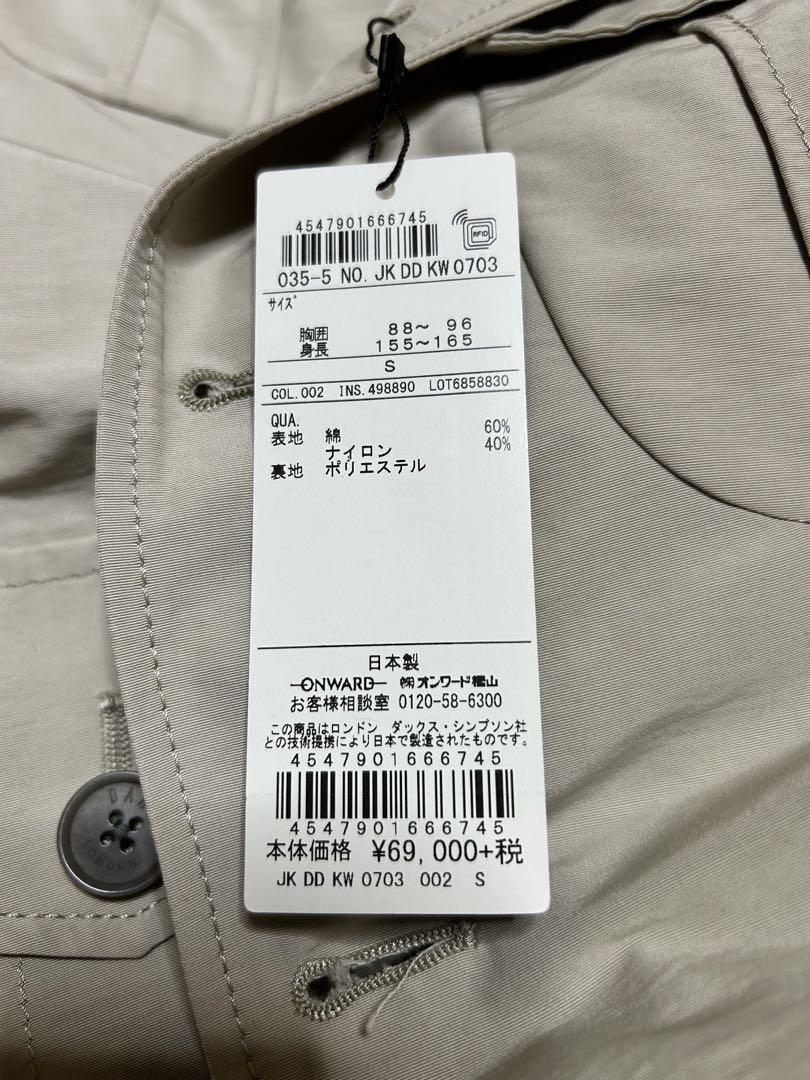 4547901666745
RFID
035-5 NO. JK DD KW 0703
ｻｲｽﾞ
胸囲 88～ 96
身長 155～165
S
COL.002 INS.498890 LOT6858830
QUA.
表地 綿 60%
ナイロン 40%
裏地 ポリエステル
日本製
ONWARD ㈱オンワード樫山
お客様相談室 0120-58-6300
この商品はロンドン ダックス・シンプソン社
との技術提携により日本で製造されたものです。
4547901666745
4547901666745
本体価格 ¥69,000+税
JK DD KW 0703 002 S
LONDON